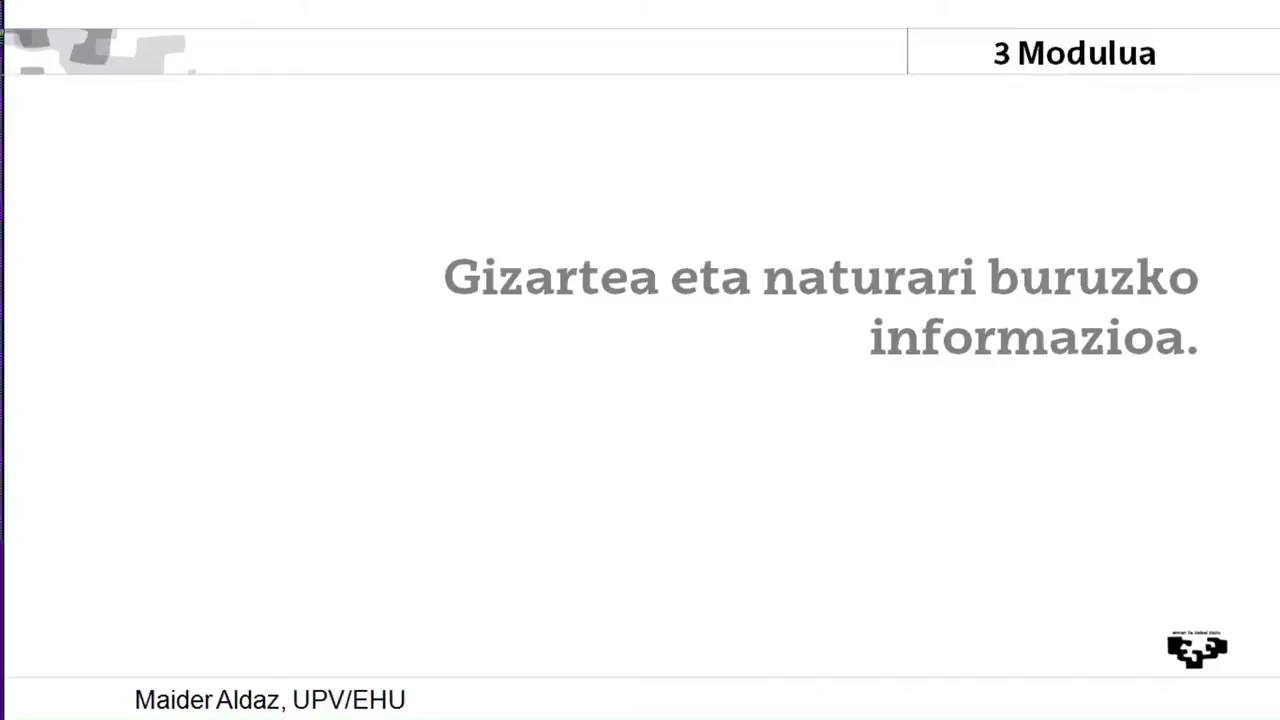 3 Modulua
Gizartea eta naturari buruzko
informazioa.
Maider Aldaz, UPV/EHU